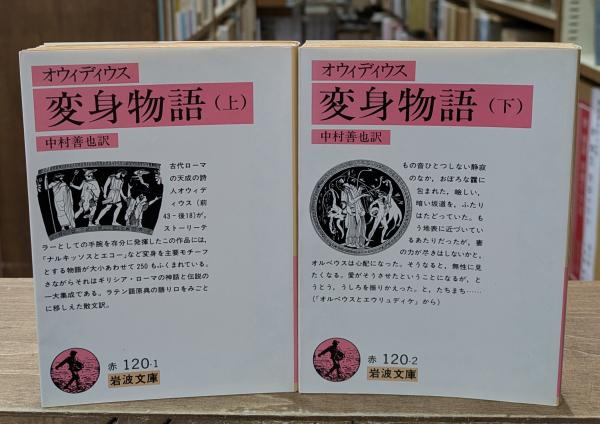 オウィディウス
変身物語（上）
中村善也訳
古代ローマ
の天成の詩
人オウィデ
ィウス（前
43－後18）が，
ストーリーテ
ラーとしての手腕を存分に発揮したこの作品には，
「ナルキッソスとエコー」など変身を主要モチーフ
とする物語が大小あわせて250もふくまれている．
さながらそれはギリシア・ローマの神話と伝説の
一大集成である．ラテン語原典の語り口をみごと
に移しえた散文訳．
赤 120-1
岩波文庫
オウィディウス
変身物語（下）
中村善也訳
もの音ひとつしない静寂
のなか，おぼろな靄に
包まれた，嶮しい，
暗い坂道を，ふたり
はたどっていた．も
う地表に近づいてい
るあたりだったが，妻
の力が尽きはしないかと，
オルペウスは心配になった．そうなると，無性に見
たくなる．愛がそうさせたということになるが，と
うとう，うしろを振りかえった．と，たちまち……
（「オルペウスとエウリュディケ」から）
赤 120-2
岩波文庫